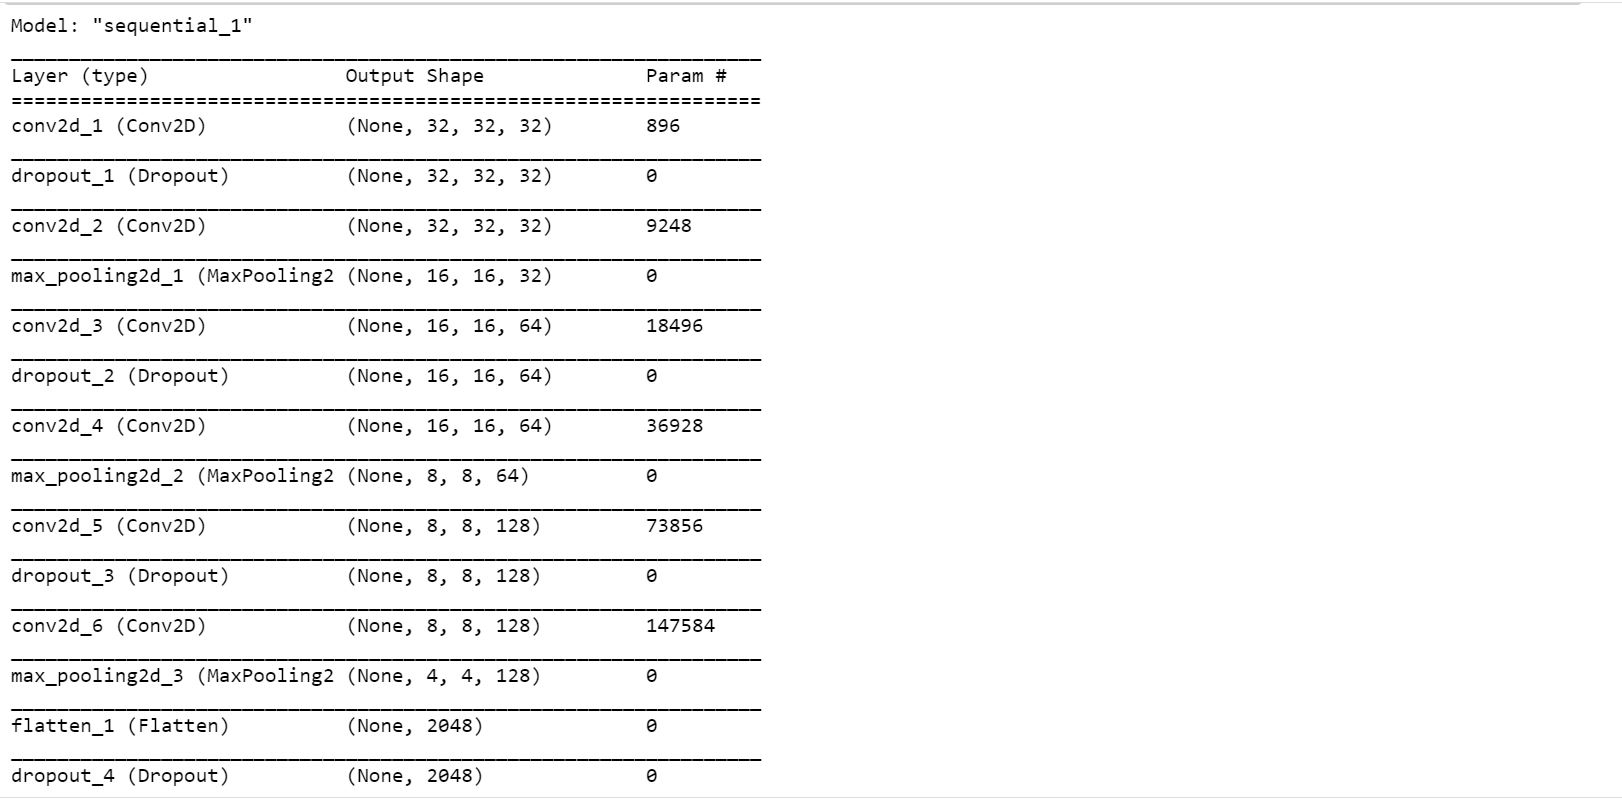 Model: "sequential_1"
_________________________________________________________________
Layer (type)                 Output Shape              Param #
=================================================================
conv2d_1 (Conv2D)            (None, 32, 32, 32)        896
_________________________________________________________________
dropout_1 (Dropout)          (None, 32, 32, 32)        0
_________________________________________________________________
conv2d_2 (Conv2D)            (None, 32, 32, 32)        9248
_________________________________________________________________
max_pooling2d_1 (MaxPooling2 (None, 16, 16, 32)        0
_________________________________________________________________
conv2d_3 (Conv2D)            (None, 16, 16, 64)        18496
_________________________________________________________________
dropout_2 (Dropout)          (None, 16, 16, 64)        0
_________________________________________________________________
conv2d_4 (Conv2D)            (None, 16, 16, 64)        36928
_________________________________________________________________
max_pooling2d_2 (MaxPooling2 (None, 8, 8, 64)          0
_________________________________________________________________
conv2d_5 (Conv2D)            (None, 8, 8, 128)         73856
_________________________________________________________________
dropout_3 (Dropout)          (None, 8, 8, 128)         0
_________________________________________________________________
conv2d_6 (Conv2D)            (None, 8, 8, 128)         147584
_________________________________________________________________
max_pooling2d_3 (MaxPooling2 (None, 4, 4, 128)         0
_________________________________________________________________
flatten_1 (Flatten)          (None, 2048)              0
_________________________________________________________________
dropout_4 (Dropout)          (None, 2048)              0